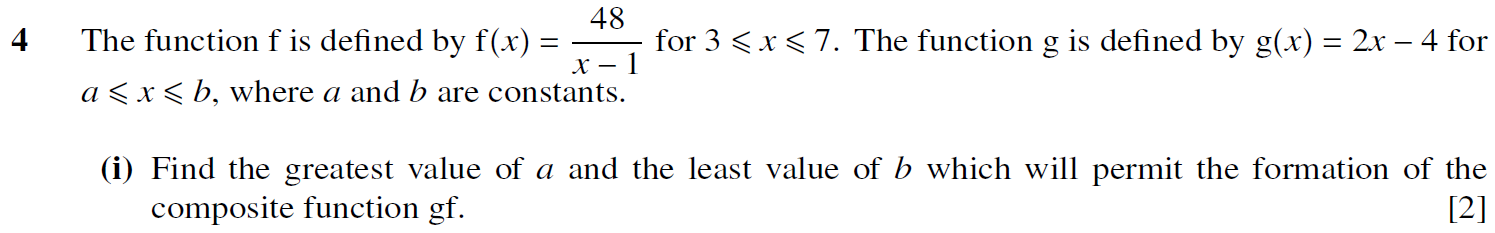 4 The function f is defined by f(x) = 48/(x − 1) for 3 ⩽ x ⩽ 7. The function g is defined by g(x) = 2x − 4 for
a ⩽ x ⩽ b, where a and b are constants.
(i) Find the greatest value of a and the least value of b which will permit the formation of the
composite function gf. [2]